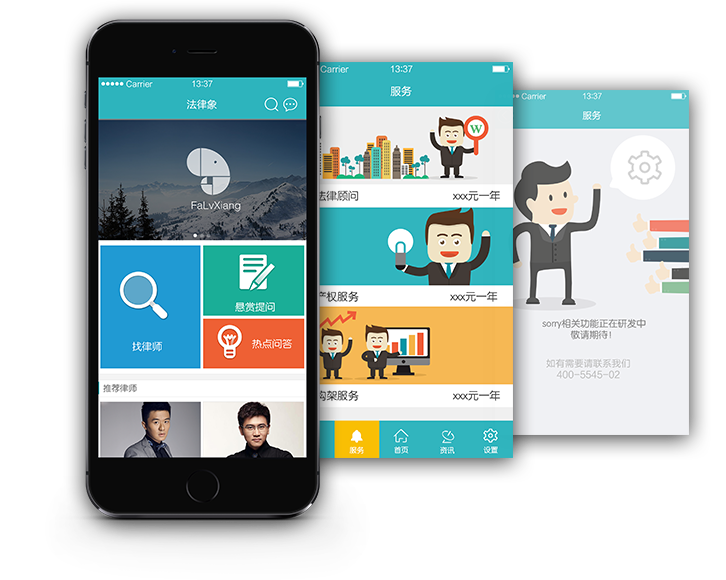 Carrier
13:37
法律象
FaLvXiang
找律师
悬赏提问
热点问答
推荐律师
Carrier
13:37
服务
W
法律顾问
xxx元一年
产权服务
xxx元一年
构架服务
xxx元一年
服务
首页
资讯
设置
Carrier
13:37
服务
sorry相关功能正在研发中
敬请期待!
如有需要请联系我们
400-5545-02